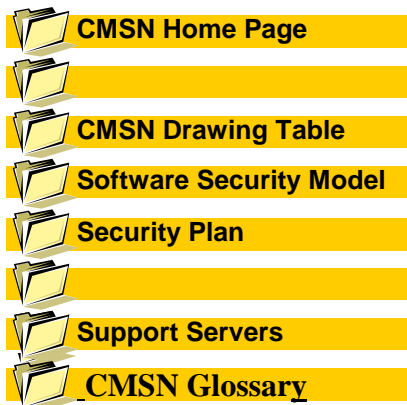 CMSN Home Page
CMSN Drawing Table
Software Security Model
Security Plan
Support Servers
CMSN Glossary